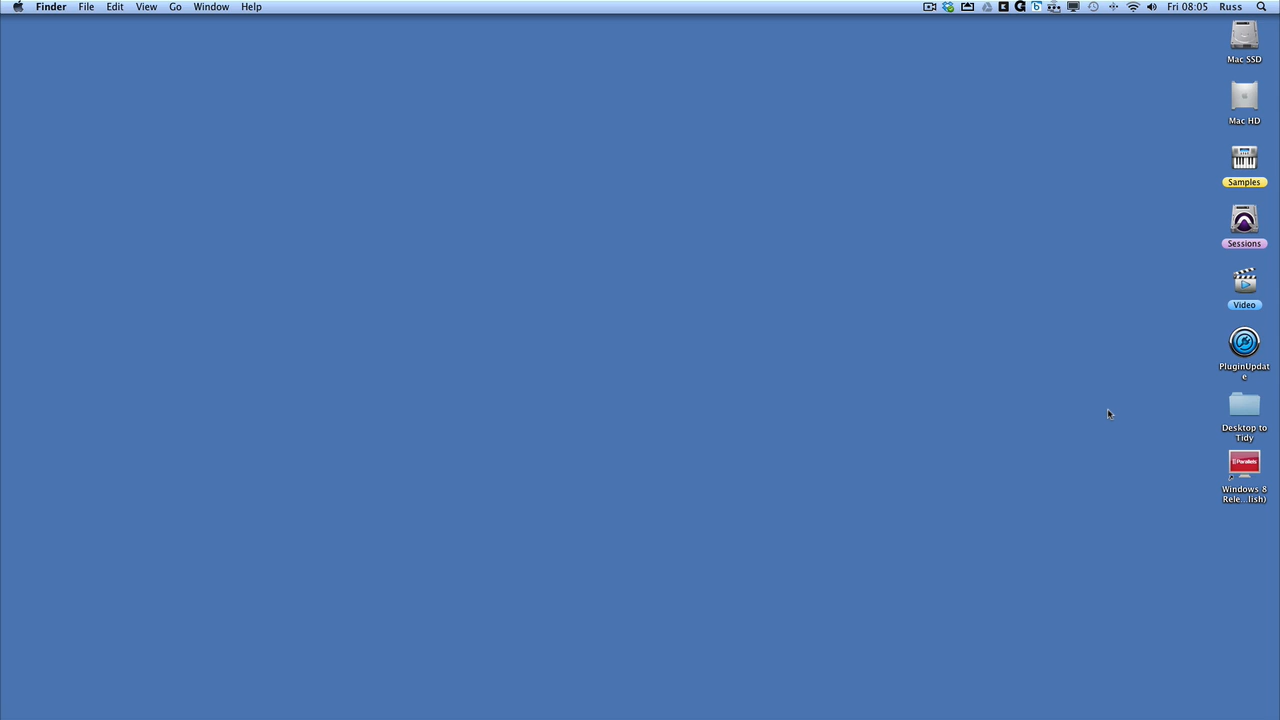 Finder File Edit View Go Window Help Fri 08:05 Russ
Mac SSD
Mac HD
Samples
Sessions
Video
PluginUpdat
e
Desktop to
Tidy
Parallels
Windows 8
Rele...lish)